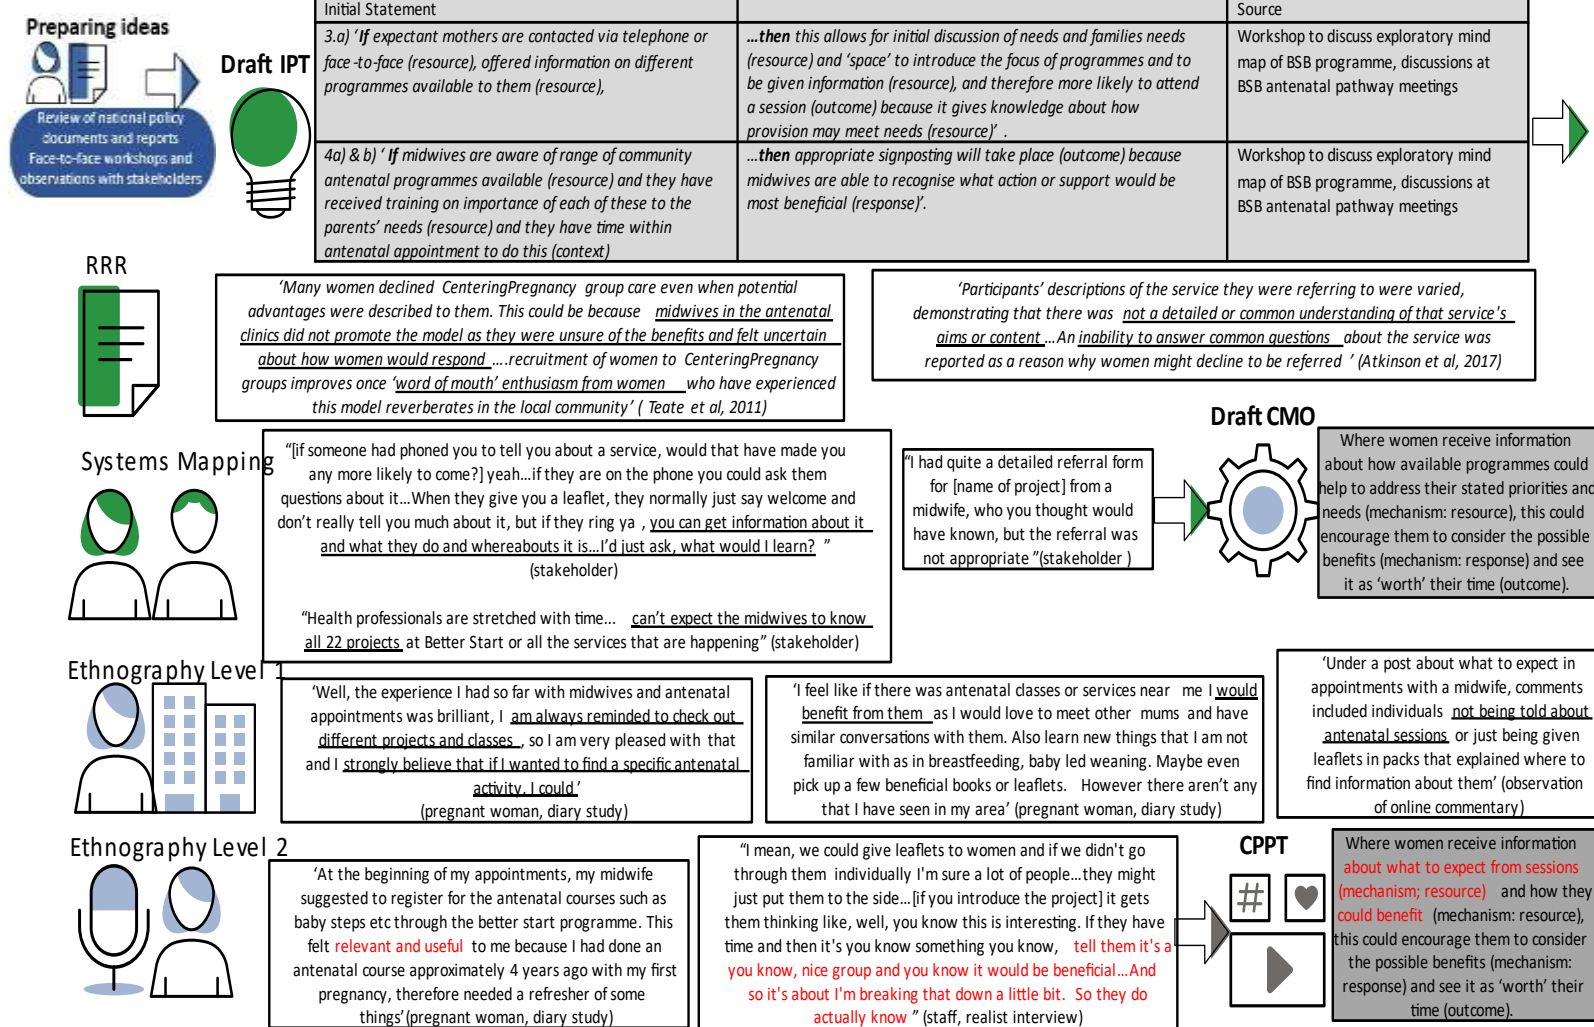 Preparing ideas
Review of national policy
documents and reports
Face-to-face workshops and
observations with stakeholders
Draft IPT
Initial Statement
Source
3.a) ‘If expectant mothers are contacted via telephone or
face-to-face (resource), offered information on different
programmes available to them (resource),
…then this allows for initial discussion of needs and families needs
(resource) and ‘space’ to introduce the focus of programmes and to
be given information (resource), and therefore more likely to attend
a session (outcome) because it gives knowledge about how
provision may meet needs (resource)’ .
Workshop to discuss exploratory mind
map of BSB programme, discussions at
BSB antenatal pathway meetings
4a) & b) ‘ If midwives are aware of range of community
antenatal programmes available (resource) and they have
received training on importance of each of these to the
parents’ needs (resource) and they have time within
antenatal appointment to do this (context)
…then appropriate signposting will take place (outcome) because
midwives are able to recognise what action or support would be
most beneficial (response)’.
Workshop to discuss exploratory mind
map of BSB programme, discussions at
BSB antenatal pathway meetings
RRR
‘Many women declined CenteringPregnancy group care even when potential
advantages were described to them. This could be because midwives in the antenatal
clinics did not promote the model as they were unsure of the benefits and felt uncertain
about how women would respond ….recruitment of women to CenteringPregnancy
groups improves once ‘word of mouth’ enthusiasm from women who have experienced
this model reverberates in the local community’ ( Teate et al, 2011)
‘Participants’ descriptions of the service they were referring to were varied,
demonstrating that there was not a detailed or common understanding of that service's
aims or content …An inability to answer common questions about the service was
reported as a reason why women might decline to be referred ’ (Atkinson et al, 2017)
Systems Mapping
“[if someone had phoned you to tell you about a service, would that have made you
any more likely to come?] yeah…if they are on the phone you could ask them
questions about it…When they give you a leaflet, they normally just say welcome and
don’t really tell you much about it, but if they ring ya , you can get information about it
and what they do and whereabouts it is…I’d just ask, what would I learn? ”
(stakeholder)
“Health professionals are stretched with time... can’t expect the midwives to know
all 22 projects at Better Start or all the services that are happening” (stakeholder)
“I had quite a detailed referral form
for [name of project] from a
midwife, who you thought would
have known, but the referral was
not appropriate ”(stakeholder )
Draft CMO
Where women receive information
about how available programmes could
help to address their stated priorities and
needs (mechanism: resource), this could
encourage them to consider the possible
benefits (mechanism: response) and see
it as ‘worth’ their time (outcome).
Ethnography Level 1
‘Well, the experience I had so far with midwives and antenatal
appointments was brilliant, I am always reminded to check out
different projects and classes , so I am very pleased with that
and I strongly believe that if I wanted to find a specific antenatal
activity. I could ’
(pregnant woman, diary study)
‘I feel like if there was antenatal classes or services near me I would
benefit from them as I would love to meet other mums and have
similar conversations with them. Also learn new things that I am not
familiar with as in breastfeeding, baby led weaning. Maybe even
pick up a few beneficial books or leaflets. However there aren’t any
that I have seen in my area’ (pregnant woman, diary study)
‘Under a post about what to expect in
appointments with a midwife, comments
included individuals not being told about
antenatal sessions or just being given
leaflets in packs that explained where to
find information about them’ (observation
of online commentary)
Ethnography Level 2
‘At the beginning of my appointments, my midwife
suggested to register for the antenatal courses such as
baby steps etc through the better start programme. This
felt relevant and useful to me because I had done an
antenatal course approximately 4 years ago with my first
pregnancy, therefore needed a refresher of some
things’(pregnant woman, diary study)
“I mean, we could give leaflets to women and if we didn't go
through them individually I'm sure a lot of people…they might
just put them to the side…[if you introduce the project] it gets
them thinking like, well, you know this is interesting. If they have
time and then it's you know something you know, tell them it's a
you know, nice group and you know it would be beneficial…And
so it's about I'm breaking that down a little bit. So they do
actually know ” (staff, realist interview)
CPPT
#
Where women receive information
about what to expect from sessions
(mechanism; resource) and how they
could benefit (mechanism: resource),
this could encourage them to consider
the possible benefits (mechanism:
response) and see it as ‘worth’ their
time (outcome).